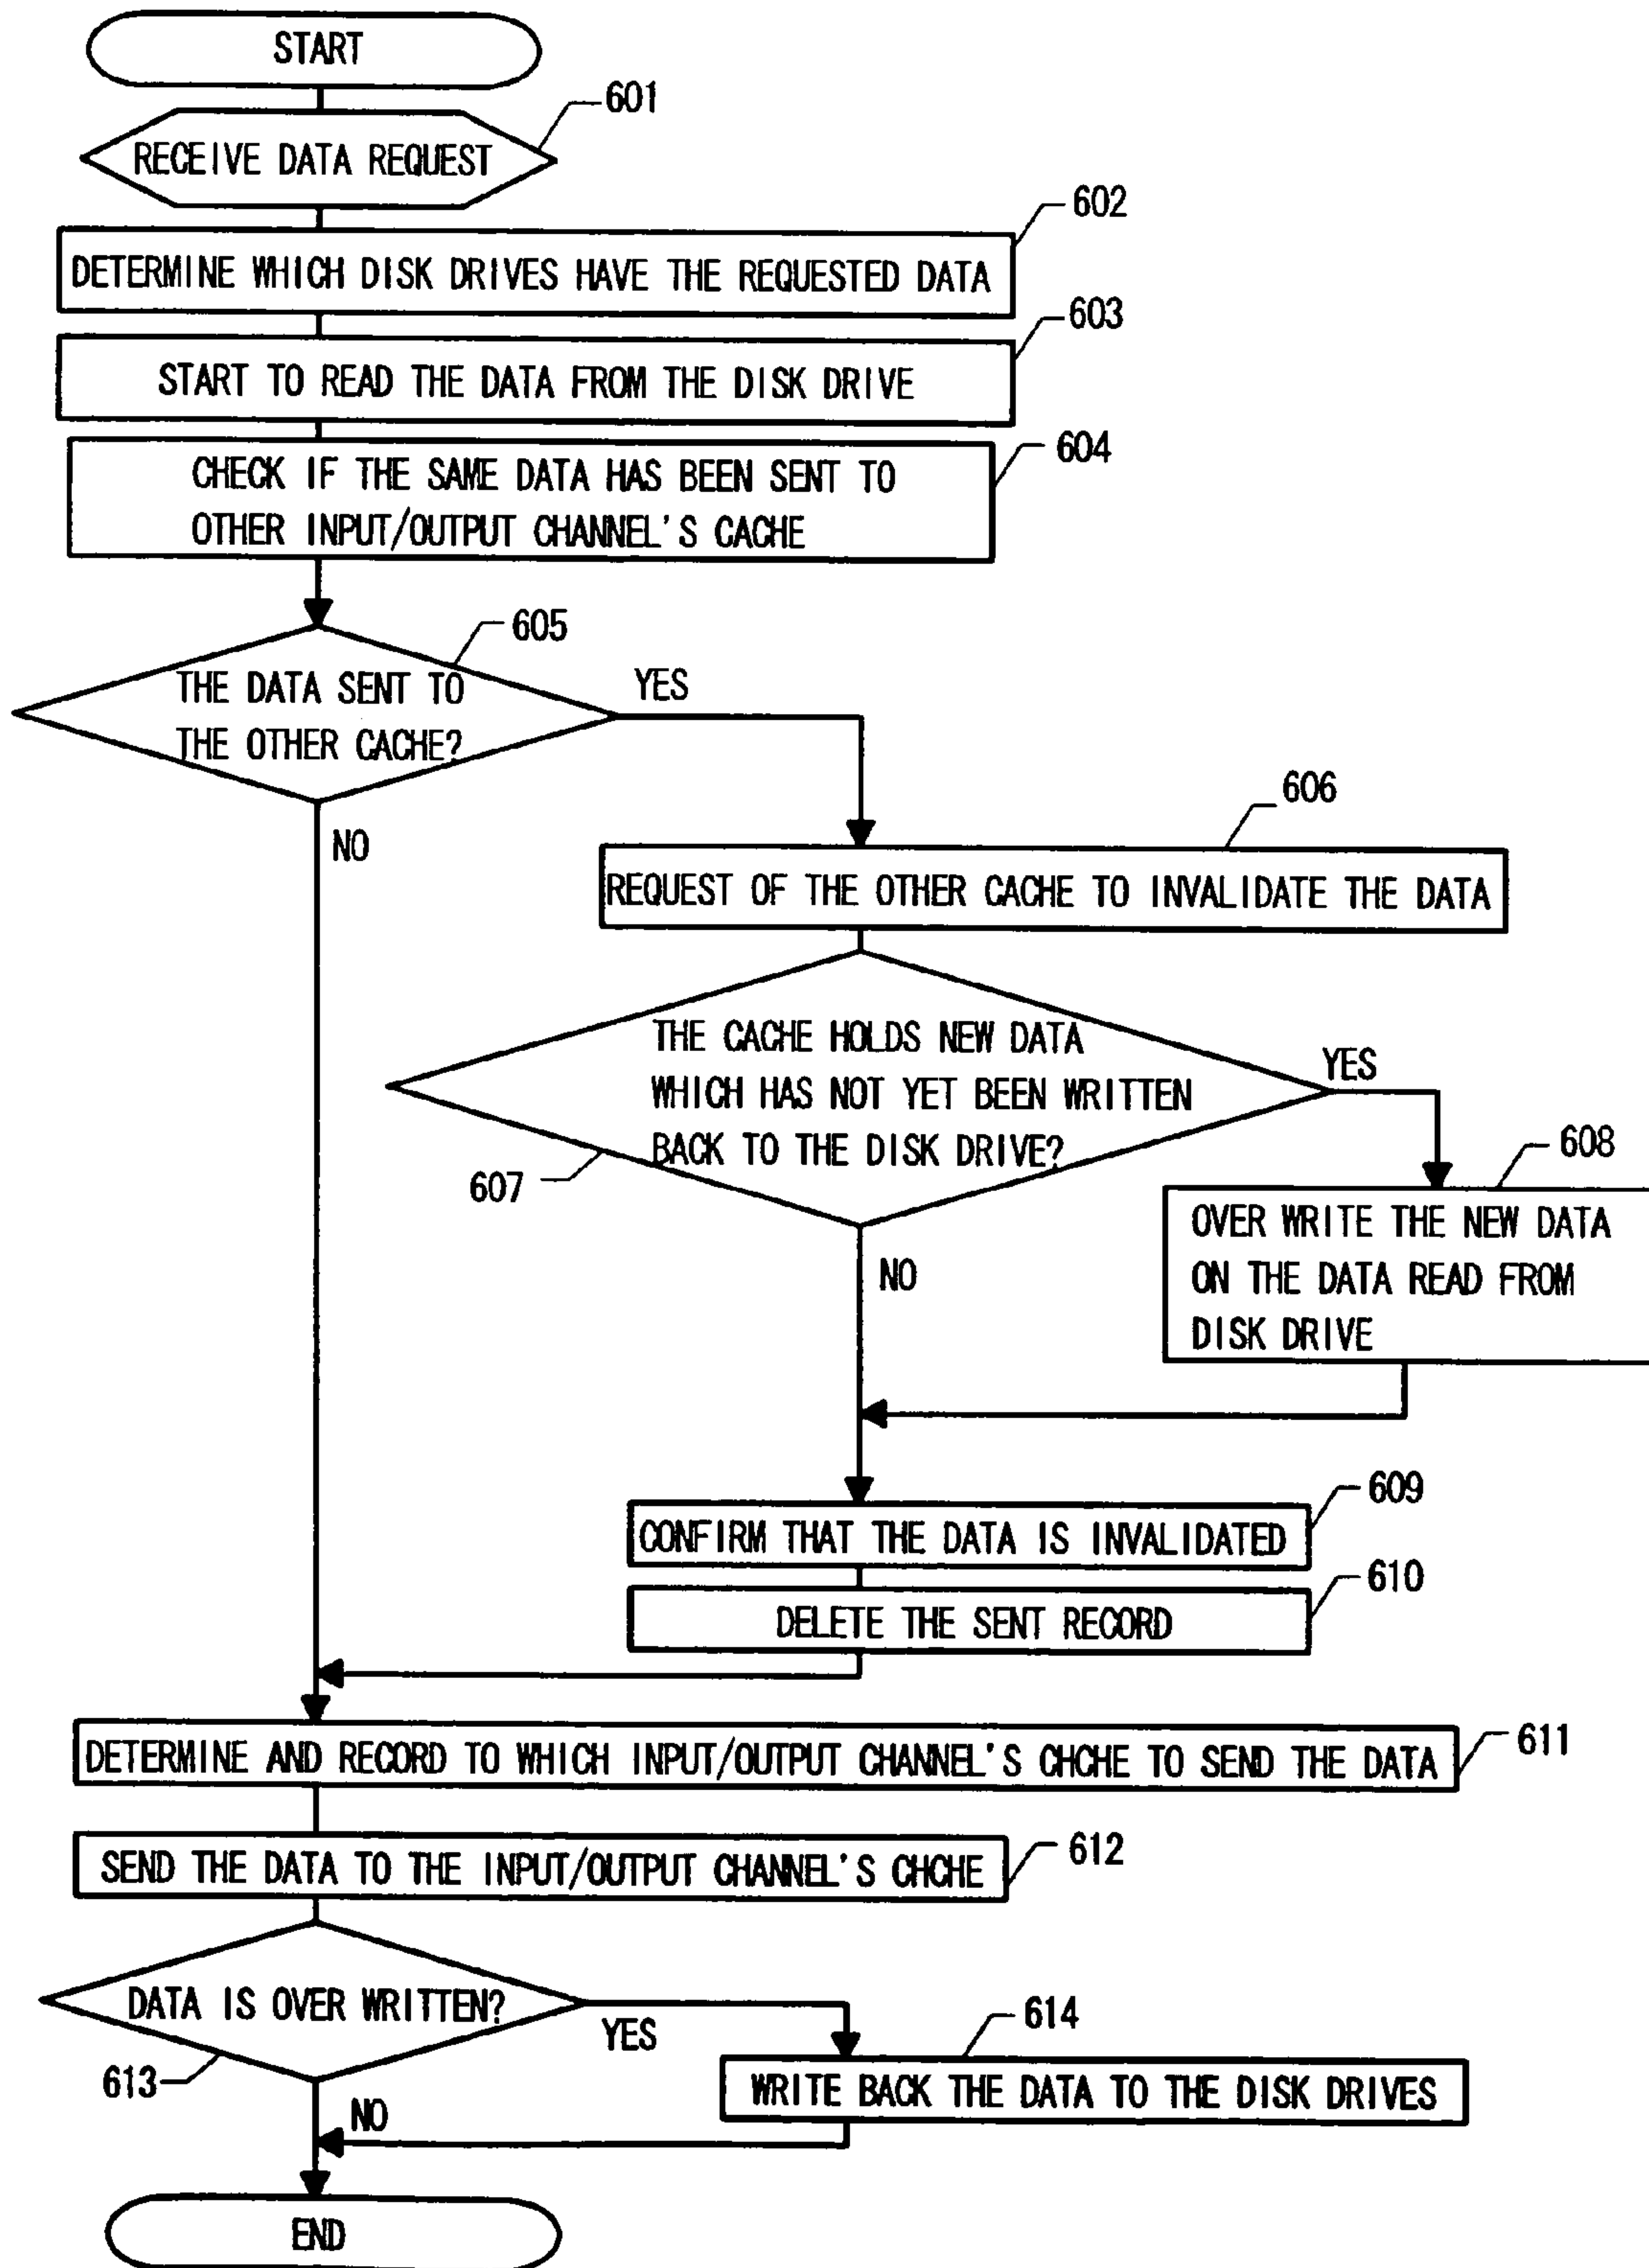 START
601
RECEIVE DATA REQUEST
602
DETERMINE WHICH DISK DRIVES HAVE THE REQUESTED DATA
603
START TO READ THE DATA FROM THE DISK DRIVE
604
CHECK IF THE SAME DATA HAS BEEN SENT TO
OTHER INPUT/OUTPUT CHANNEL'S CACHE
605
THE DATA SENT TO
THE OTHER CACHE?
YES
NO
606
REQUEST OF THE OTHER CACHE TO INVALIDATE THE DATA
THE CACHE HOLDS NEW DATA
WHICH HAS NOT YET BEEN WRITTEN
BACK TO THE DISK DRIVE?
YES
607
NO
608
OVER WRITE THE NEW DATA
ON THE DATA READ FROM
DISK DRIVE
609
CONFIRM THAT THE DATA IS INVALIDATED
610
DELETE THE SENT RECORD
611
DETERMINE AND RECORD TO WHICH INPUT/OUTPUT CHANNEL'S CHCHE TO SEND THE DATA
612
SEND THE DATA TO THE INPUT/OUTPUT CHANNEL'S CHCHE
DATA IS OVER WRITTEN?
YES
613
NO
614
WRITE BACK THE DATA TO THE DISK DRIVES
END